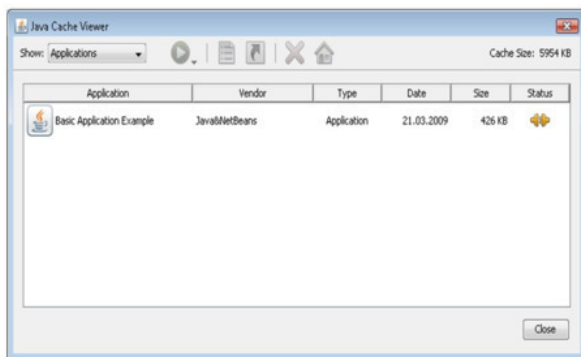 Java Cache Viewer
Show: Applications Cache Size: 5954 KB
Application Vendor Type Date Size Status
Basic Application Example Java&NetBeans Application 21.03.2009 426 KB
Close